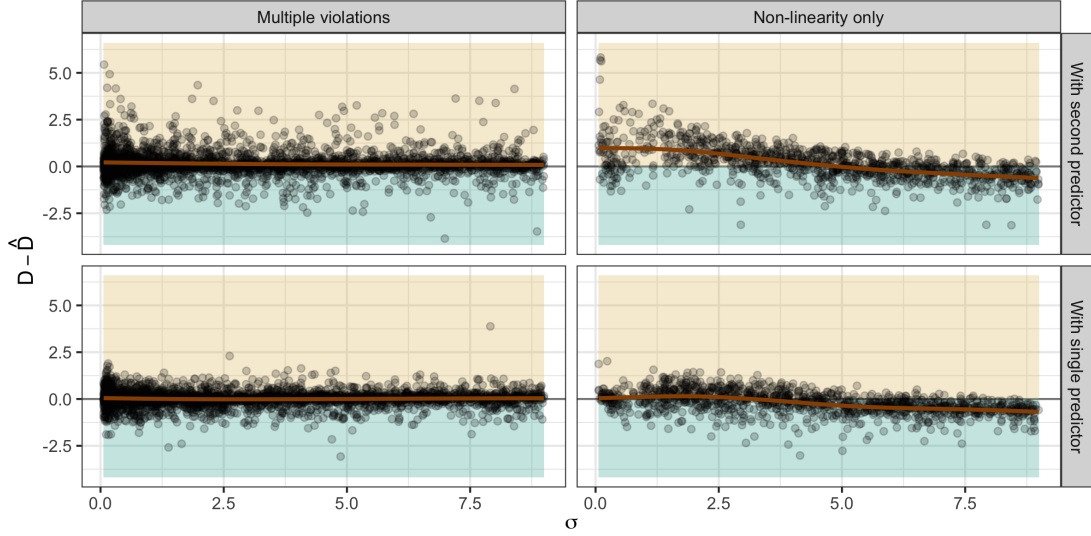 Multiple violations
Non-linearity only
5.0
2.5
0.0
-2.5
With second predictor
D − D̂
5.0
2.5
0.0
-2.5
With single predictor
0.0 2.5 5.0 7.5
0.0 2.5 5.0 7.5
σ